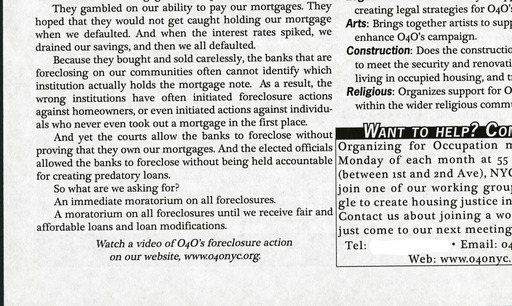 They gambled on our ability to pay our mortgages. They
hoped that they would not get caught holding our mortgage
when we defaulted. And when the interest rates spiked, we
drained our savings, and then we all defaulted.
Because they bought and sold carelessly, the banks that are
foreclosing on our communities often cannot identify which
institution actually holds the mortgage note. As a result, the
wrong institutions have often initiated foreclosure actions
against homeowners, or even initiated actions against individu-
als who never even took out a mortgage in the first place.
And yet the courts allow the banks to foreclose without
proving that they own our mortgages. And the elected officials
allowed the banks to foreclose without being held accountable
for creating predatory loans.
So what are we asking for?
An immediate moratorium on all foreclosures.
A moratorium on all foreclosures until we receive fair and
affordable loans and loan modifications.
Watch a video of O4O's foreclosure action
on our website, www.o4onyc.org.
creating legal strategies for O4O's
Arts: Brings together artists to
enhance O4O's campaign.
Construction: Does the
to meet the security and
living in occupied housing, and
Religious: Organizes support for
within the wider religious
WANT TO HELP?
Organizing for Occupation
Monday of each month at 55
(between 1st and 2nd Ave), NYC
join one of our working
gle to create housing justice in
Contact us about joining a
just come to our next meeting
Tel: • Email:
Web: www.o4onyc.